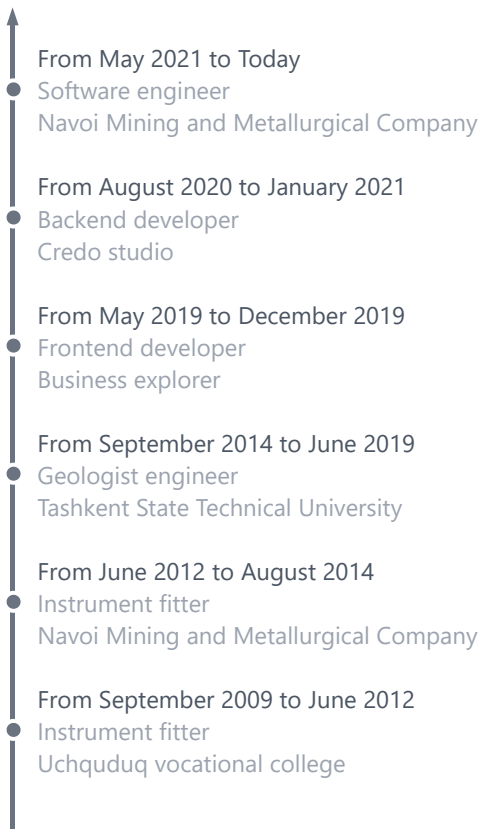 From May 2021 to Today
Software engineer
Navoi Mining and Metallurgical Company
From August 2020 to January 2021
Backend developer
Credo studio
From May 2019 to December 2019
Frontend developer
Business explorer
From September 2014 to June 2019
Geologist engineer
Tashkent State Technical University
From June 2012 to August 2014
Instrument fitter
Navoi Mining and Metallurgical Company
From September 2009 to June 2012
Instrument fitter
Uchquduq vocational college